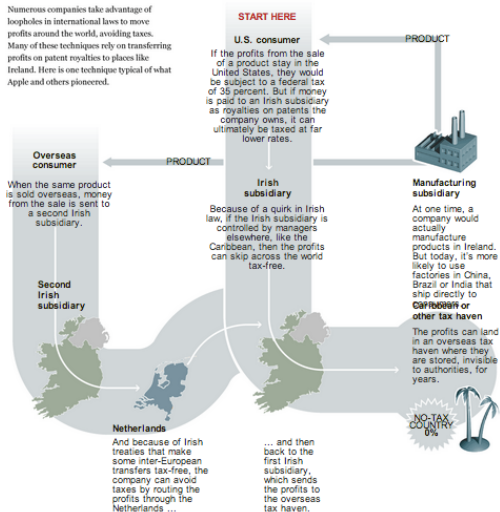 Numerous companies take advantage of
loopholes in international laws to move
profits around the world, avoiding taxes.
Many of these techniques rely on transferring
profits on patent royalties to places like
Ireland. Here is one technique typical of what
Apple and others pioneered.
START HERE
U.S. consumer
If the profits from the sale
of a product stay in the
United States, they would
be subject to a federal tax
of 35 percent. But if money
is paid to an Irish subsidiary
as royalties on patents the
company owns, it can
ultimately be taxed at far
lower rates.
PRODUCT
Overseas
consumer
When the same product
is sold overseas, money
from the sale is sent to
a second Irish
subsidiary.
PRODUCT
Irish
subsidiary
Because of a quirk in Irish
law, if the Irish subsidiary is
controlled by managers
elsewhere, like the
Caribbean, then the profits
can skip across the world
tax-free.
Manufacturing
subsidiary
At one time, a
company would
actually
manufacture
products in Ireland.
But today, it's more
likely to use
factories in China,
Brazil or India that
ship directly to
consumers.
Caribbean or
other tax haven
The profits can land
in an overseas tax
haven where they
are stored, invisible
to authorities, for
years.
NO-TAX
COUNTRY
0%
Second
Irish
subsidiary
Netherlands
And because of Irish
treaties that make
some inter-European
transfers tax-free, the
company can avoid
taxes by routing the
profits through the
Netherlands ...
... and then
back to the
first Irish
subsidiary,
which sends
the profits to
the overseas
tax haven.